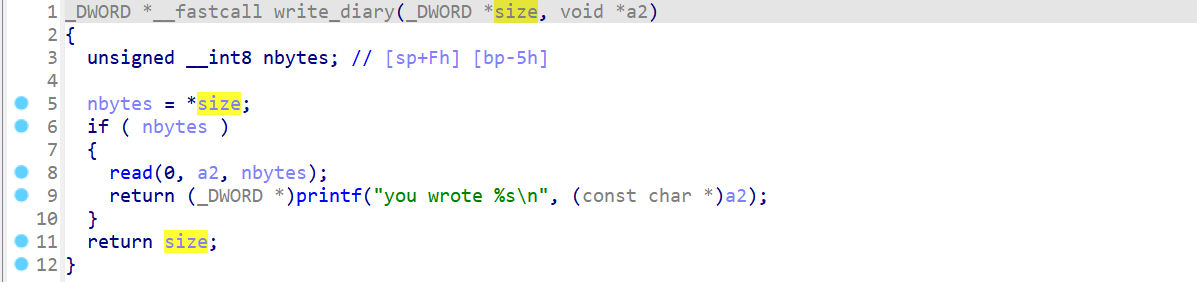 1 _DWORD *__fastcall write_diary(_DWORD *size, void *a2)
2 {
3   unsigned __int8 nbytes; // [sp+Fh] [bp-5h]
4
5   nbytes = *size;
6   if ( nbytes )
7   {
8     read(0, a2, nbytes);
9     return (_DWORD *)printf("you wrote %s\n", (const char *)a2);
10   }
11   return size;
12 }